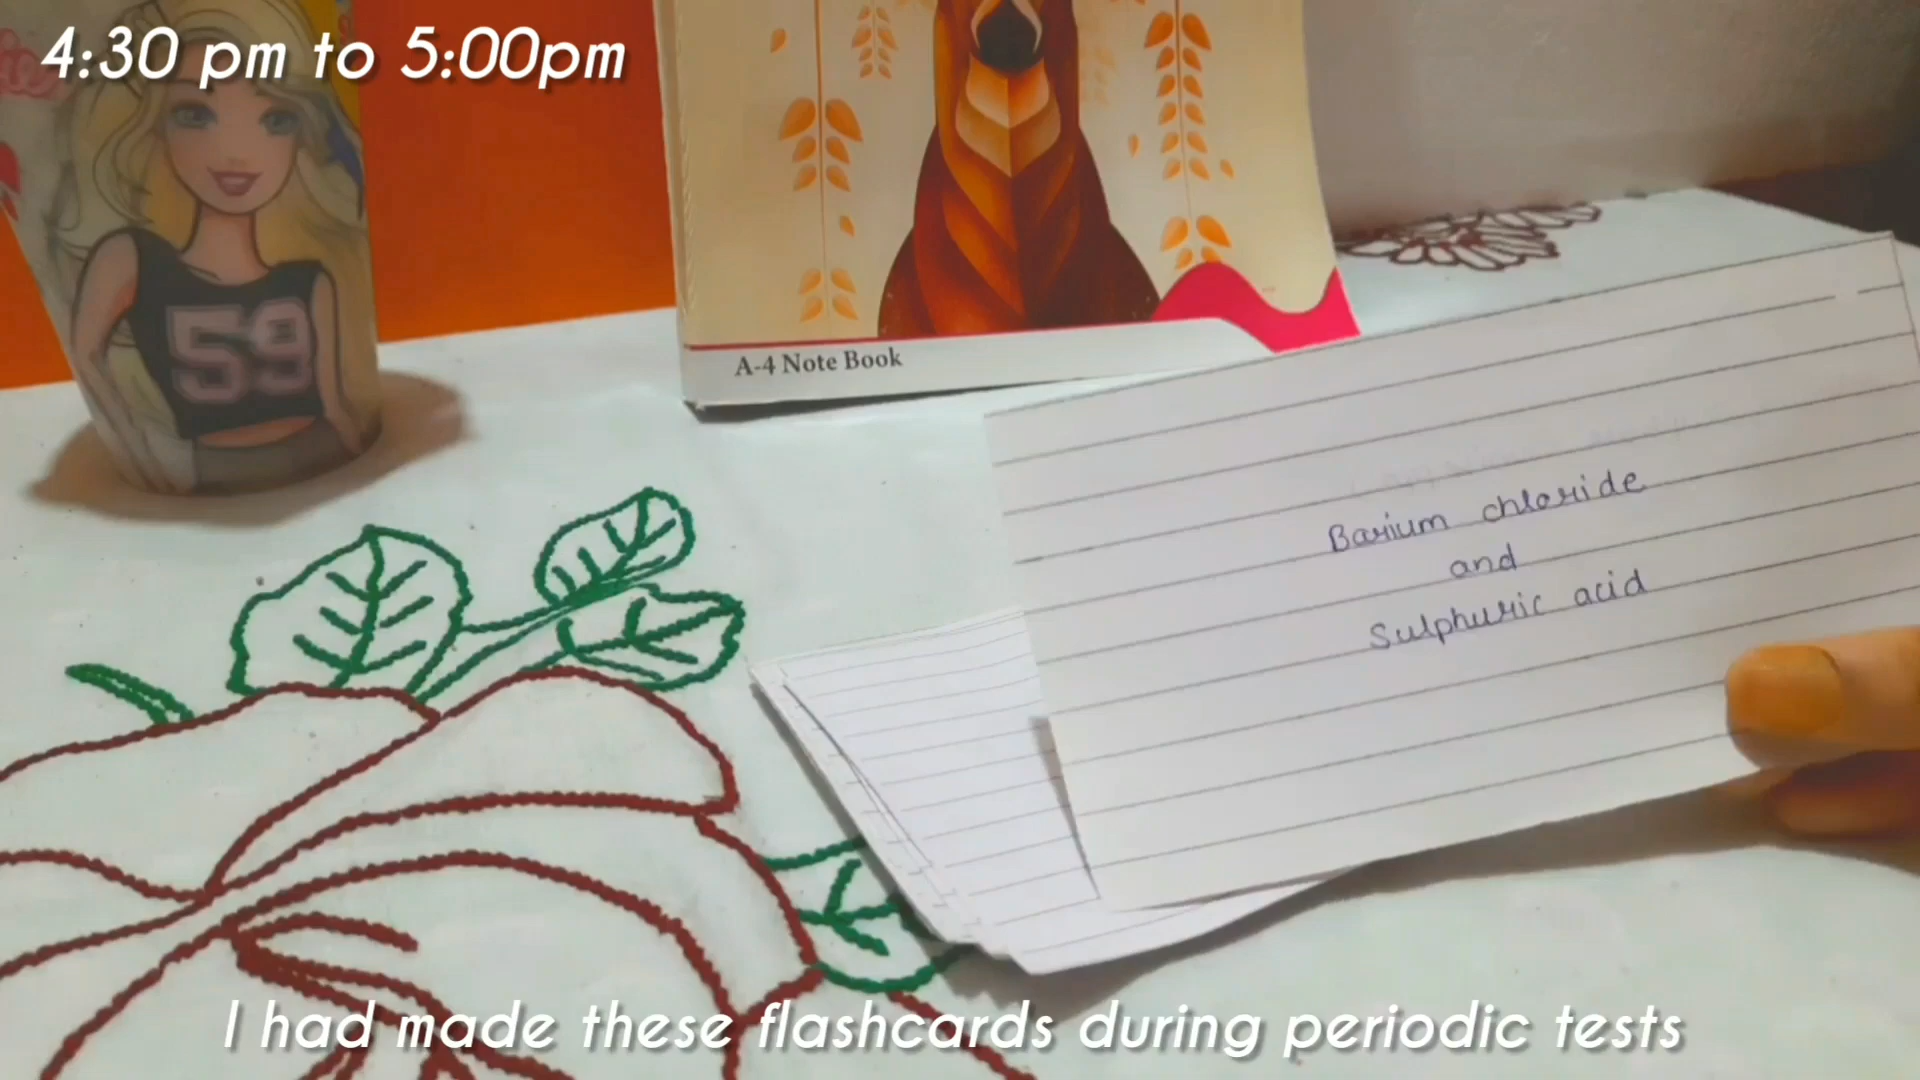 4:30 pm to 5:00pm
59
A-4 Note Book
Barium chloride
and
Sulphuric acid
I had made these flashcards during periodic tests